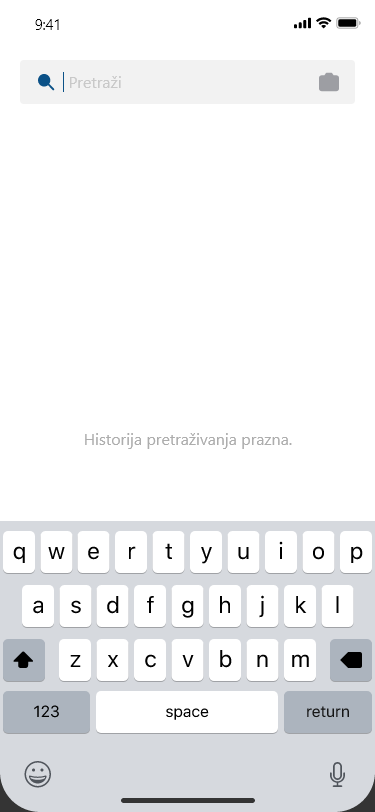 9:41
Pretraži
Historija pretraživanja prazna.
q w e r t y u i o p
a s d f g h j k l
z x c v b n m
123 space return